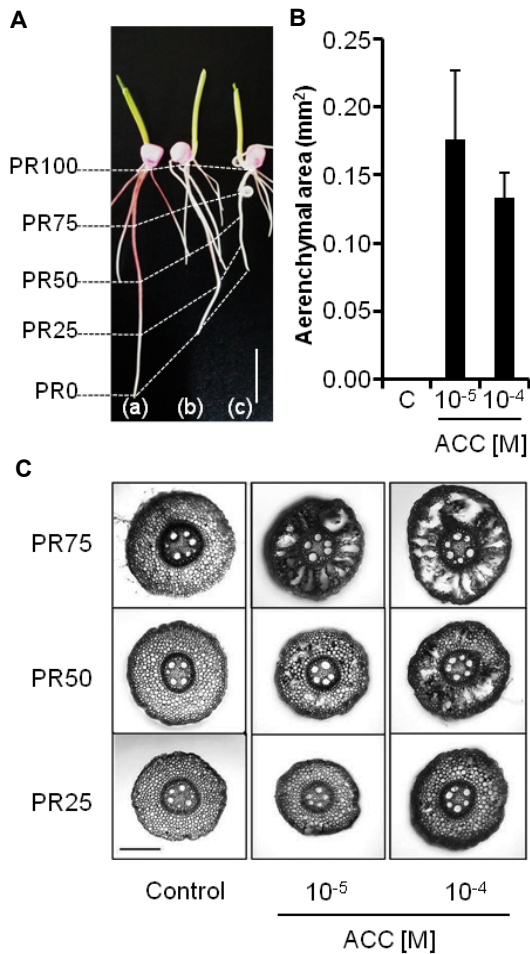 A
PR100
PR75
PR50
PR25
PR0
(a) (b) (c)
B
Aerenchymal area (mm²)
0.25
0.20
0.15
0.10
0.05
0.00
C 10⁻⁵ 10⁻⁴
ACC [M]
C
PR75
PR50
PR25
Control 10⁻⁵ 10⁻⁴
ACC [M]